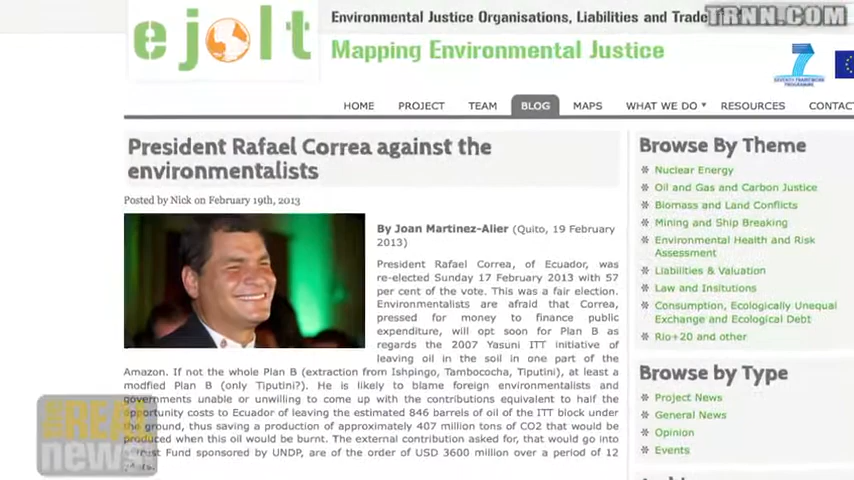 ejolt
Environmental Justice Organisations, Liabilities and Trade
TRNN.COM
Mapping Environmental Justice
7
SEVENTH FRAMEWORK
PROGRAMME
HOME PROJECT TEAM BLOG MAPS WHAT WE DO RESOURCES CONTACT
President Rafael Correa against the
environmentalists
Posted by Nick on February 19th, 2013
By Joan Martinez-Alier (Quito, 19 February
2013)
President Rafael Correa, of Ecuador, was
re-elected Sunday 17 February 2013 with 57
per cent of the vote. This was a fair election.
Environmentalists are afraid that Correa,
pressed for money to finance public
expenditure, will opt soon for Plan B as
regards the 2007 Yasuni ITT initiative of
leaving oil in the soil in one part of the
Amazon. If not the whole Plan B (extraction from Ishpingo, Tambococha, Tiputini), at least a
modfied Plan B (only Tiputini?). He is likely to blame foreign environmentalists and
governments unable or unwilling to come up with the contributions equivalent to half the
opportunity costs to Ecuador of leaving the estimated 846 barrels of oil of the ITT block under
the ground, thus saving a production of approximately 407 million tons of CO2 that would be
produced when this oil would be burnt. The external contribution asked for, that would go into
Trust Fund sponsored by UNDP, are of the order of USD 3600 million over a period of 12
years.
the REAL
news
Browse By Theme
Nuclear Energy
Oil and Gas and Carbon Justice
Biomass and Land Conflicts
Mining and Ship Breaking
Environmental Health and Risk
Assessment
Liabilities & Valuation
Law and Insitutions
Consumption, Ecologically Unequal
Exchange and Ecological Debt
Rio+20 and other
Browse by Type
Project News
General News
Opinion
Events